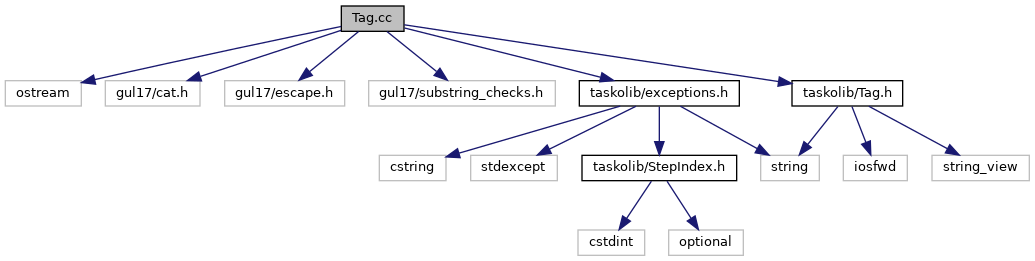 Tag.cc
ostream
gul17/cat.h
gul17/escape.h
gul17/substring_checks.h
taskolib/exceptions.h
taskolib/Tag.h
cstring
stdexcept
taskolib/StepIndex.h
string
iosfwd
string_view
cstdint
optional